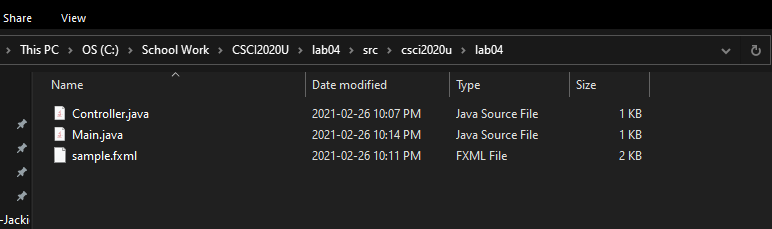 Share View
This PC > OS (C:) > School Work > CSCI2020U > lab04 > src > csci2020u > lab04
Name Date modified Type Size
Controller.java 2021-02-26 10:07 PM Java Source File 1 KB
Main.java 2021-02-26 10:14 PM Java Source File 1 KB
sample.fxml 2021-02-26 10:11 PM FXML File 2 KB
-Jackie